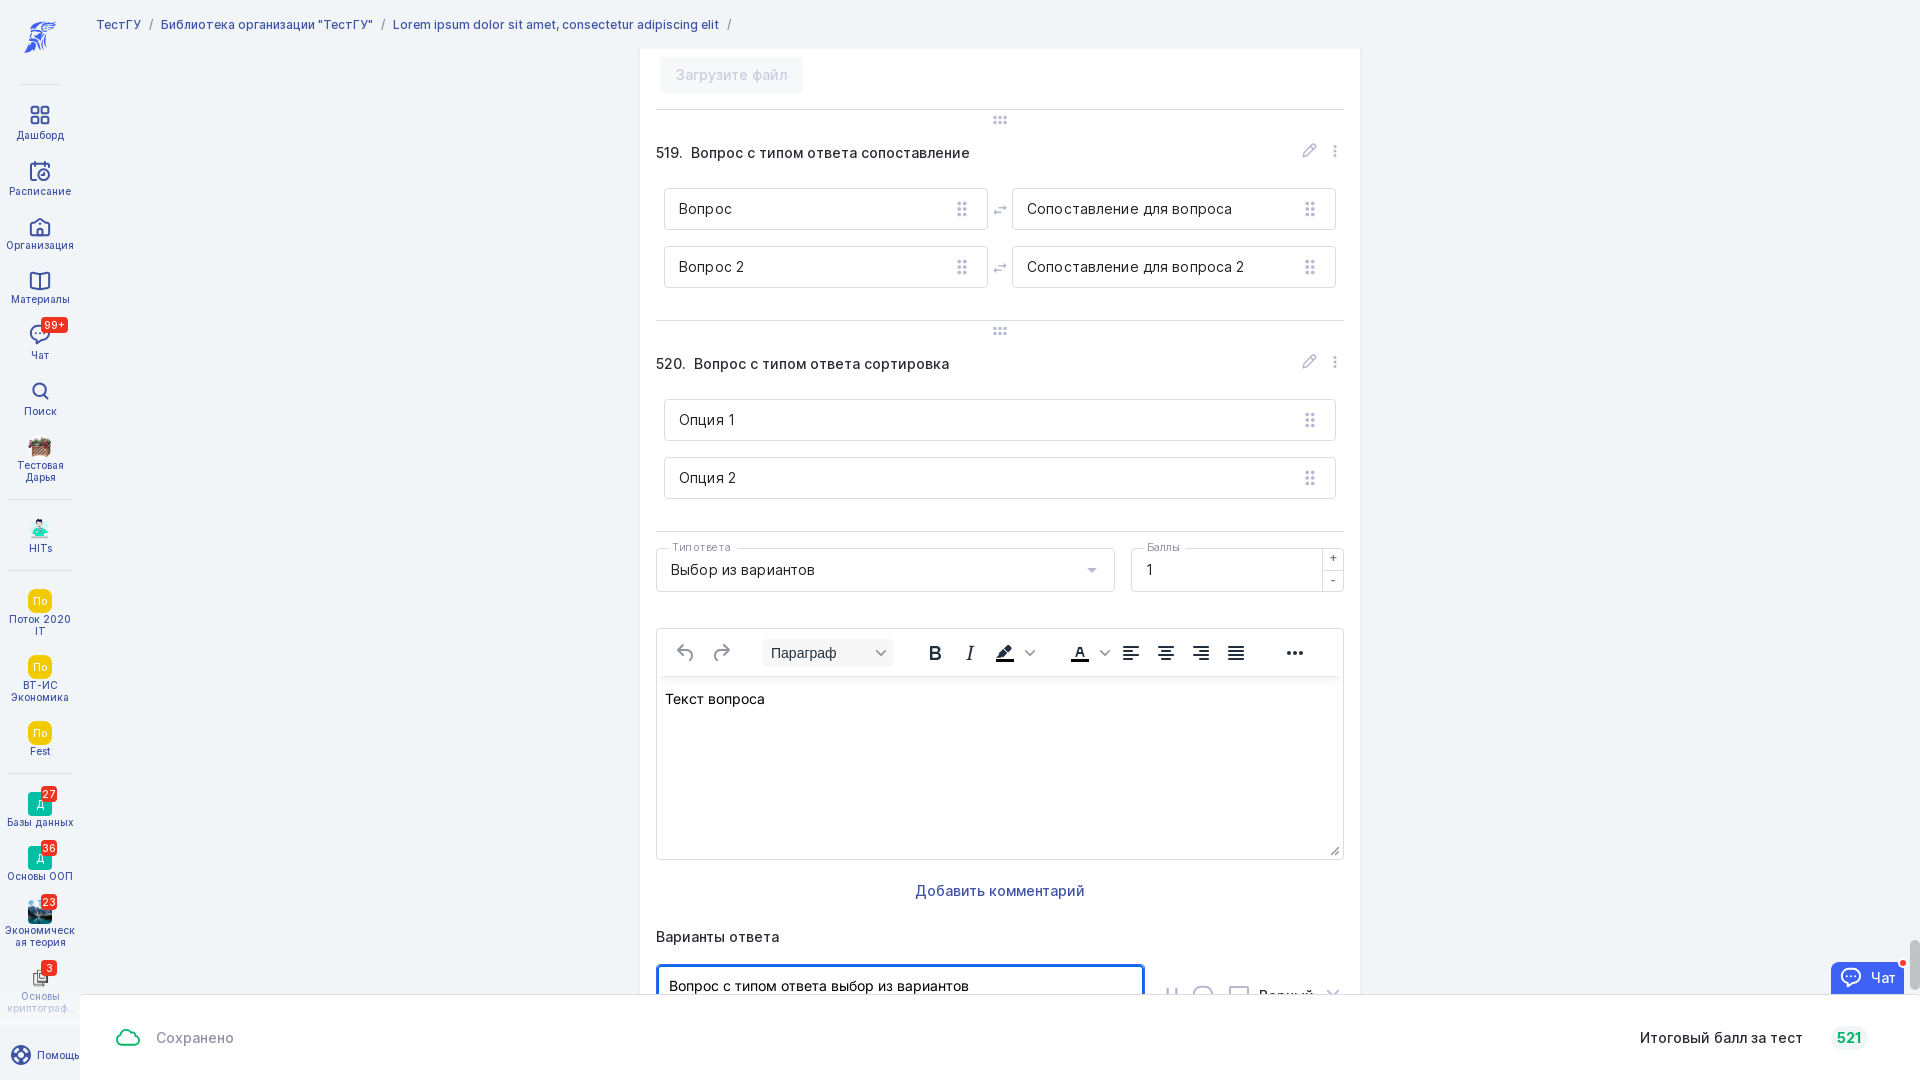 ТестГУ / Библиотека организации "ТестГУ" / Lorem ipsum dolor sit amet, consectetur adipiscing elit /
Дашборд
Расписание
Организация
Материалы
99+
Чат
Поиск
Тестовая
Дарья
HITs
По
Поток 2020
IT
По
ВТ-ИС
Экономика
По
Fest
27
Д
Базы данных
36
Д
Основы ООП
23
Экономическ
ая теория
3
Основы
криптограф...
Помощь
Загрузите файл
519. Вопрос с типом ответа сопоставление
Вопрос
Сопоставление для вопроса
Вопрос 2
Сопоставление для вопроса 2
520. Вопрос с типом ответа сортировка
Опция 1
Опция 2
Тип ответа
Выбор из вариантов
Баллы
1
+
-
Параграф
Текст вопроса
Добавить комментарий
Варианты ответа
Вопрос с типом ответа выбор из вариантов
Верный
Чат
Сохранено
Итоговый балл за тест 521